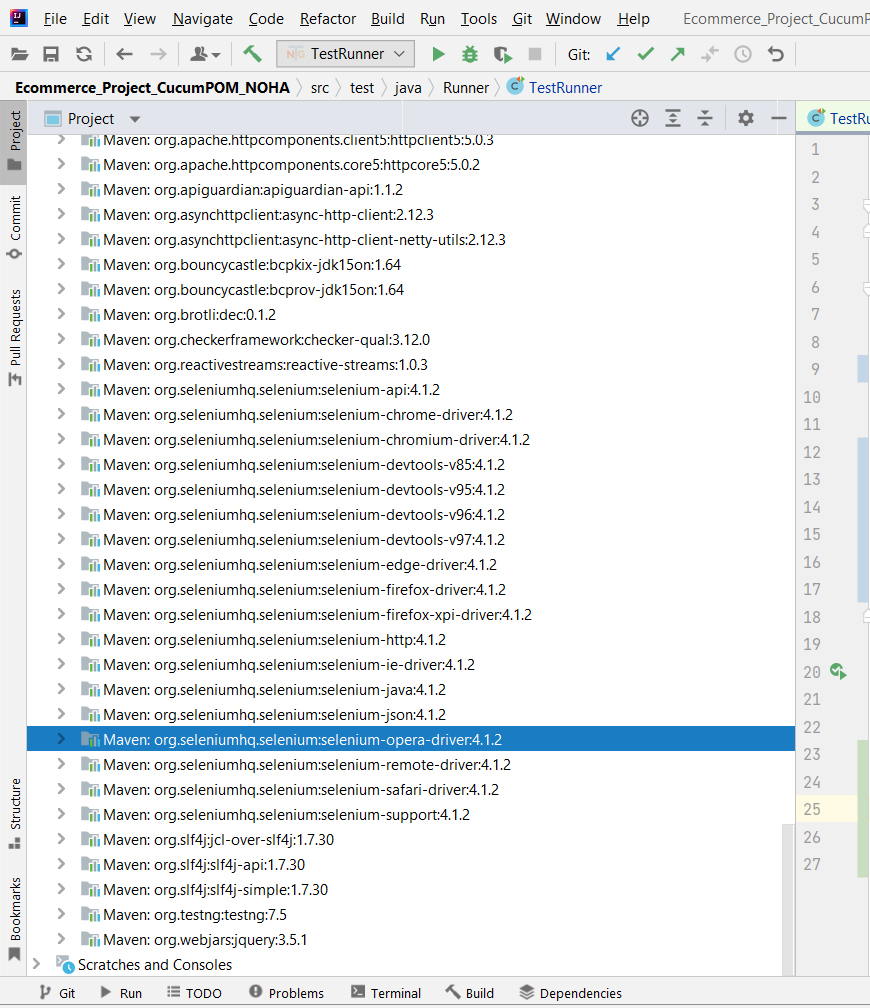 File Edit View Navigate Code Refactor Build Run Tools Git Window Help Ecommerce_Project_CucumP
TestRunner Git:
Ecommerce_Project_CucumPOM_NOHA src test java Runner TestRunner
Project
Project
TestRu
Maven: org.apache.httpcomponents.client5:httpclient5:5.0.3
Maven: org.apache.httpcomponents.core5:httpcore5:5.0.2
Maven: org.apiguardian:apiguardian-api:1.1.2
Maven: org.asynchttpclient:async-http-client:2.12.3
Maven: org.asynchttpclient:async-http-client-netty-utils:2.12.3
Maven: org.bouncycastle:bcpkix-jdk15on:1.64
Maven: org.bouncycastle:bcprov-jdk15on:1.64
Maven: org.brotli:dec:0.1.2
Maven: org.checkerframework:checker-qual:3.12.0
Maven: org.reactivestreams:reactive-streams:1.0.3
Maven: org.seleniumhq.selenium:selenium-api:4.1.2
Maven: org.seleniumhq.selenium:selenium-chrome-driver:4.1.2
Maven: org.seleniumhq.selenium:selenium-chromium-driver:4.1.2
Maven: org.seleniumhq.selenium:selenium-devtools-v85:4.1.2
Maven: org.seleniumhq.selenium:selenium-devtools-v95:4.1.2
Maven: org.seleniumhq.selenium:selenium-devtools-v96:4.1.2
Maven: org.seleniumhq.selenium:selenium-devtools-v97:4.1.2
Maven: org.seleniumhq.selenium:selenium-edge-driver:4.1.2
Maven: org.seleniumhq.selenium:selenium-firefox-driver:4.1.2
Maven: org.seleniumhq.selenium:selenium-firefox-xpi-driver:4.1.2
Maven: org.seleniumhq.selenium:selenium-http:4.1.2
Maven: org.seleniumhq.selenium:selenium-ie-driver:4.1.2
Maven: org.seleniumhq.selenium:selenium-java:4.1.2
Maven: org.seleniumhq.selenium:selenium-json:4.1.2
Maven: org.seleniumhq.selenium:selenium-opera-driver:4.1.2
Maven: org.seleniumhq.selenium:selenium-remote-driver:4.1.2
Maven: org.seleniumhq.selenium:selenium-safari-driver:4.1.2
Maven: org.seleniumhq.selenium:selenium-support:4.1.2
Maven: org.slf4j:jcl-over-slf4j:1.7.30
Maven: org.slf4j:slf4j-api:1.7.30
Maven: org.slf4j:slf4j-simple:1.7.30
Maven: org.testng:testng:7.5
Maven: org.webjars:jquery:3.5.1
Scratches and Consoles
Commit
Pull Requests
Structure
Bookmarks
1
2
3
4
5
6
7
8
9
10
11
12
13
14
15
16
17
18
19
20
21
22
23
24
25
26
27
Git Run TODO Problems Terminal Build Dependencies